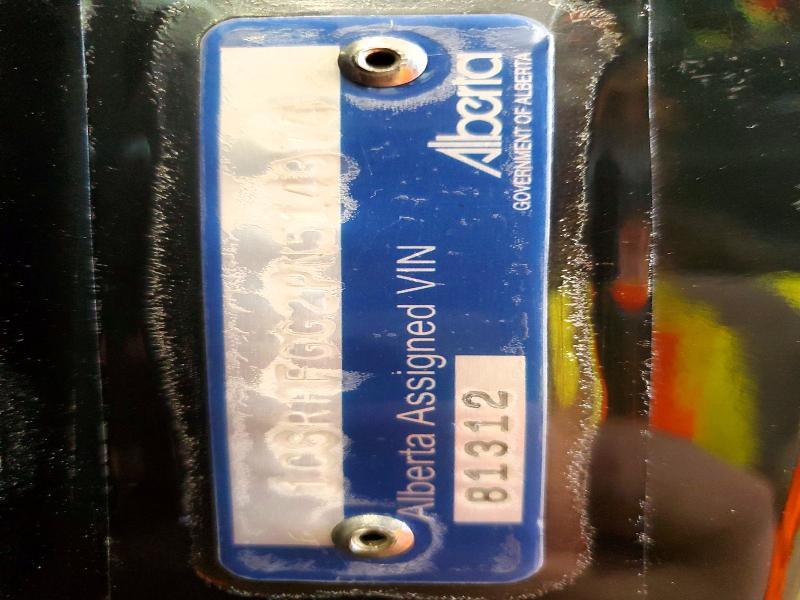 Alberta
GOVERNMENT OF ALBERTA
Alberta Assigned VIN
81312